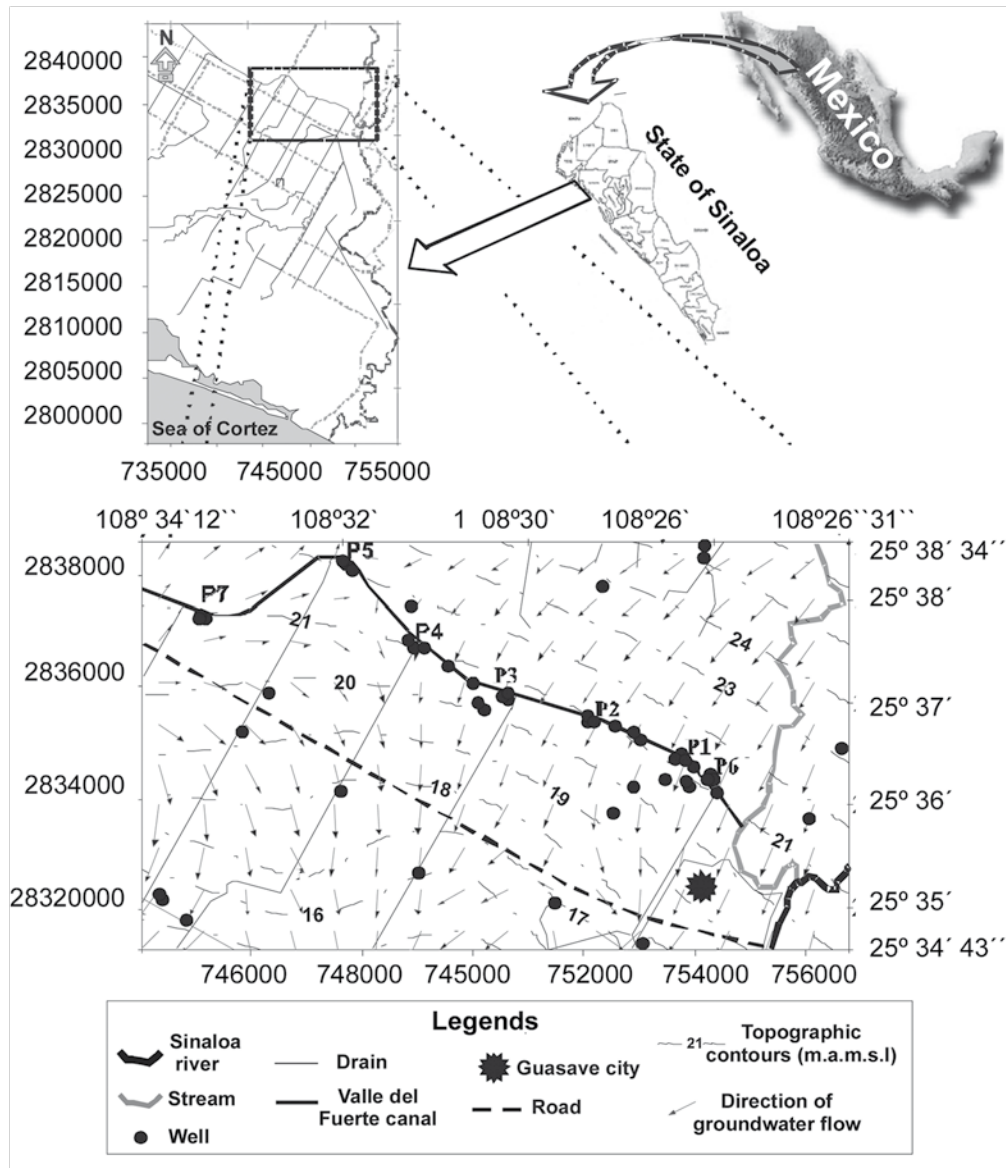 N
2840000
2835000
2830000
2825000
2820000
2815000
2810000
2805000
2800000
Sea of Cortez
735000 745000 755000
State of Sinaloa
Mexico
108º 34´12´´ 108º32´ 1 08º30´ 108º26´ 108º26´´31´´
2838000
2836000
2834000
28320000
25º 38´ 34´´
25º 38´
25º 37´
25º 36´
25º 35´
25º 34´ 43´´
P5
P7
21
P4
24
20
P3
23
P2
P1
P6
18
19
21
16
17
746000 748000 745000 752000 754000 756000
Legends
Sinaloa
river
Drain
Guasave city
21
Topographic
contours (m.a.m.s.l)
Stream
Valle del
Fuerte canal
Road
Direction of
groundwater flow
Well